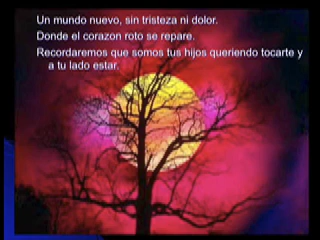 Un mundo nuevo, sin tristeza ni dolor.
Donde el corazon roto se repare.
Recordaremos que somos tus hijos queriendo tocarte y
a tu lado estar.